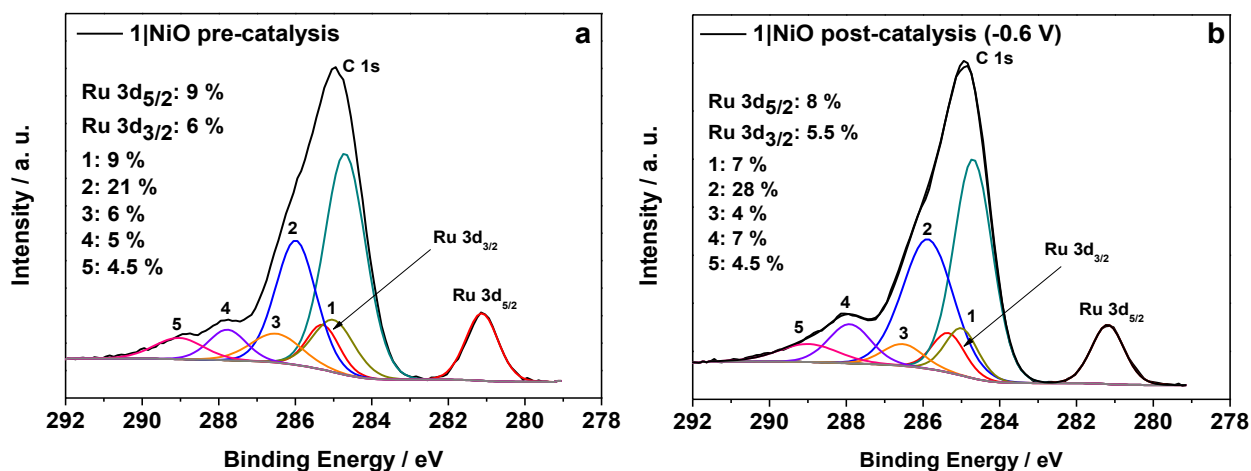 1|NiO pre-catalysis
a
C 1s
Ru 3d5/2: 9 %
Ru 3d3/2: 6 %
1: 9 %
2: 21 %
3: 6 %
4: 5 %
5: 4.5 %
2
Ru 3d3/2
1
Ru 3d5/2
4
3
5
292 290 288 286 284 282 280 278
Binding Energy / eV
Intensity / a. u.
1|NiO post-catalysis (-0.6 V)
b
C 1s
Ru 3d5/2: 8 %
Ru 3d3/2: 5.5 %
1: 7 %
2: 28 %
3: 4 %
4: 7 %
5: 4.5 %
2
Ru 3d3/2
4
1
Ru 3d5/2
5
3
292 290 288 286 284 282 280 278
Binding Energy / eV
Intensity / a. u.